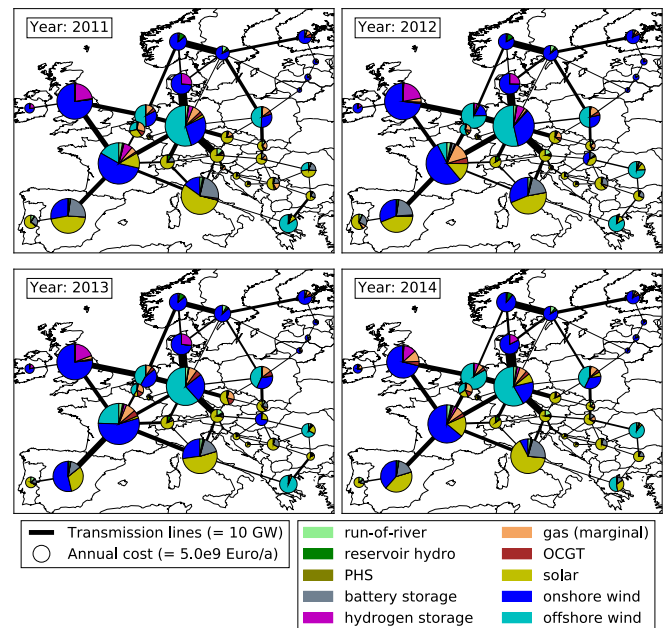 Year: 2011
Year: 2012
Year: 2013
Year: 2014
Transmission lines (= 10 GW)
Annual cost (= 5.0e9 Euro/a)
run-of-river
reservoir hydro
PHS
battery storage
hydrogen storage
gas (marginal)
OCGT
solar
onshore wind
offshore wind